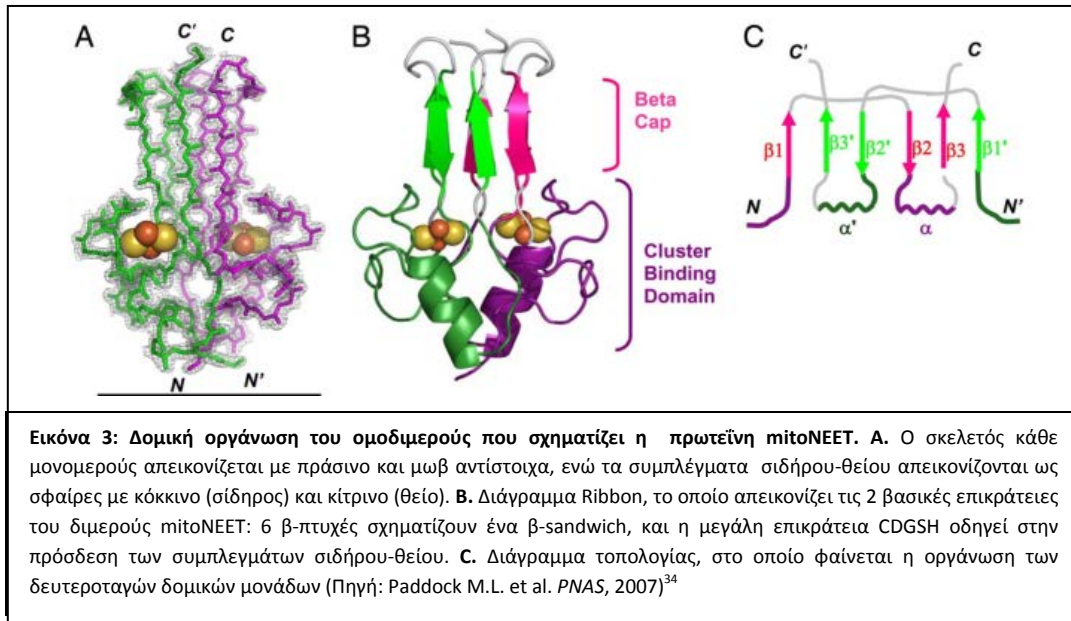 A
C'
C
N
N'
B
Beta
Cap
Cluster
Binding
Domain
C
C'
C
β1
β3'
β2'
β2
β3
β1'
N
N'
α'
α
Εικόνα 3: Δομική οργάνωση του ομοδιμερούς που σχηματίζει η πρωτεΐνη mitoNEET. Α. Ο σκελετός κάθε
μονομερούς απεικονίζεται με πράσινο και μωβ αντίστοιχα, ενώ τα συμπλέγματα σιδήρου-θείου απεικονίζονται ως
σφαίρες με κόκκινο (σίδηρος) και κίτρινο (θείο). Β. Διάγραμμα Ribbon, το οποίο απεικονίζει τις 2 βασικές επικράτειες
του διμερούς mitoNEET: 6 β-πτυχές σχηματίζουν ένα β-sandwich, και η μεγάλη επικράτεια CDGSH οδηγεί στην
πρόσδεση των συμπλεγμάτων σιδήρου-θείου. C. Διάγραμμα τοπολογίας, στο οποίο φαίνεται η οργάνωση των
δευτεροταγών δομικών μονάδων (Πηγή: Paddock M.L. et al. PNAS, 2007)34